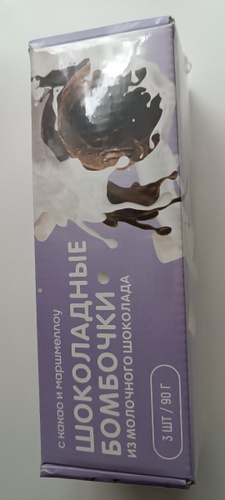 с какао и маршмеллоу
ШОКОЛАДНЫЕ
БОМБОЧКИ
ИЗ МОЛОЧНОГО ШОКОЛАДА
3 ШТ / 90 Г